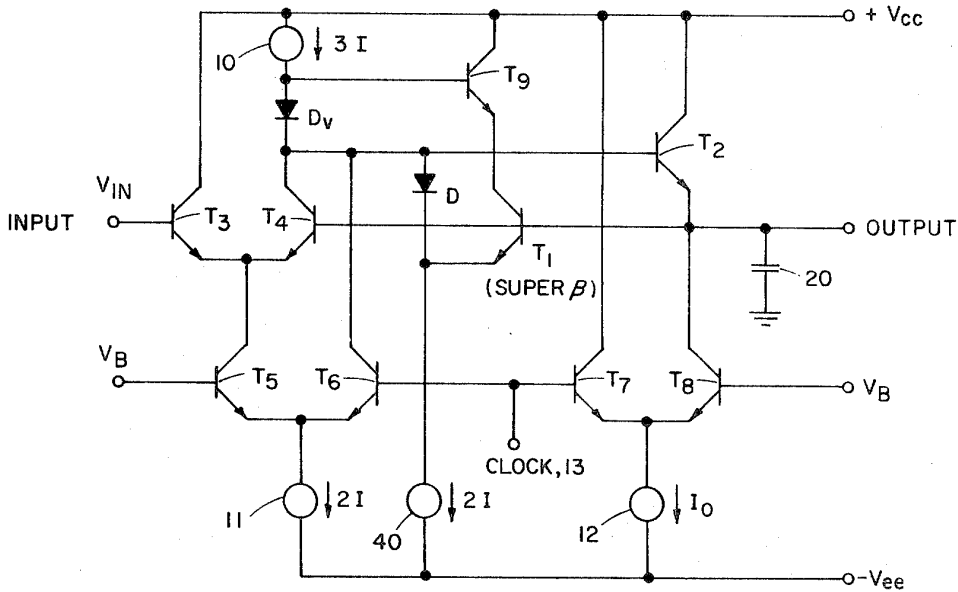 + Vcc
10
3 I
T9
Dv
T2
VIN
INPUT
T3
T4
D
T1
(SUPER β)
OUTPUT
20
VB
T5
T6
T7
T8
VB
CLOCK, 13
11
2 I
40
2 I
12
I0
-Vee